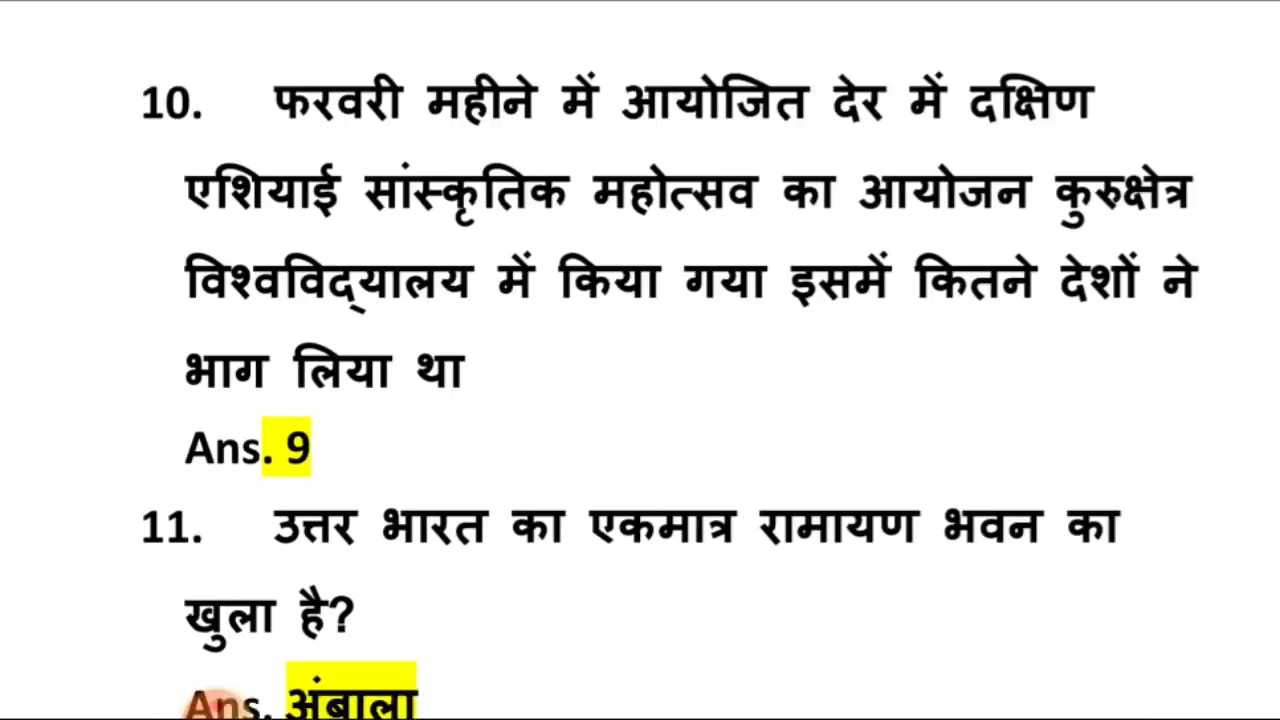 10. फरवरी महीने में आयोजित देर में दक्षिण
एशियाई सांस्कृतिक महोत्सव का आयोजन कुरुक्षेत्र
विश्वविद्यालय में किया गया इसमें कितने देशों ने
भाग लिया था
Ans. 9
11. उत्तर भारत का एकमात्र रामायण भवन का
खुला है?
Ans. अंबाला